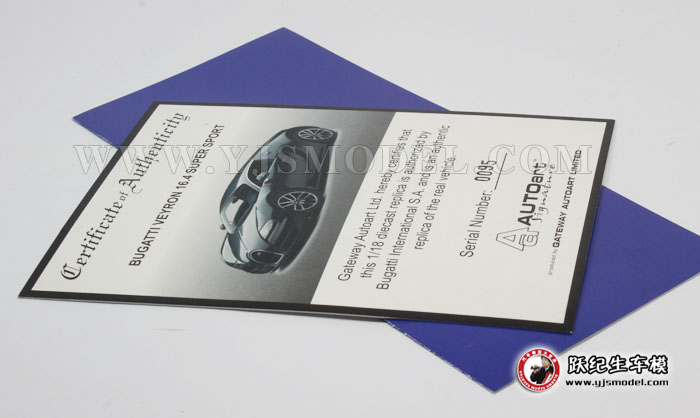 Certificate of Authenticity
BUGATTI VEYRON 16.4 SUPER SPORT
Gateway Autoart Ltd. hereby certifies that
this 1/18 diecast replica is authorized by
Bugatti International S.A. and is an authentic
replica of the real vehicle.
Serial Number: 0095
AUTOart
Signature
produced by GATEWAY AUTOART LIMITED
WWW.YJSMODEL.COM
跃纪生车模
www.yjsmodel.com